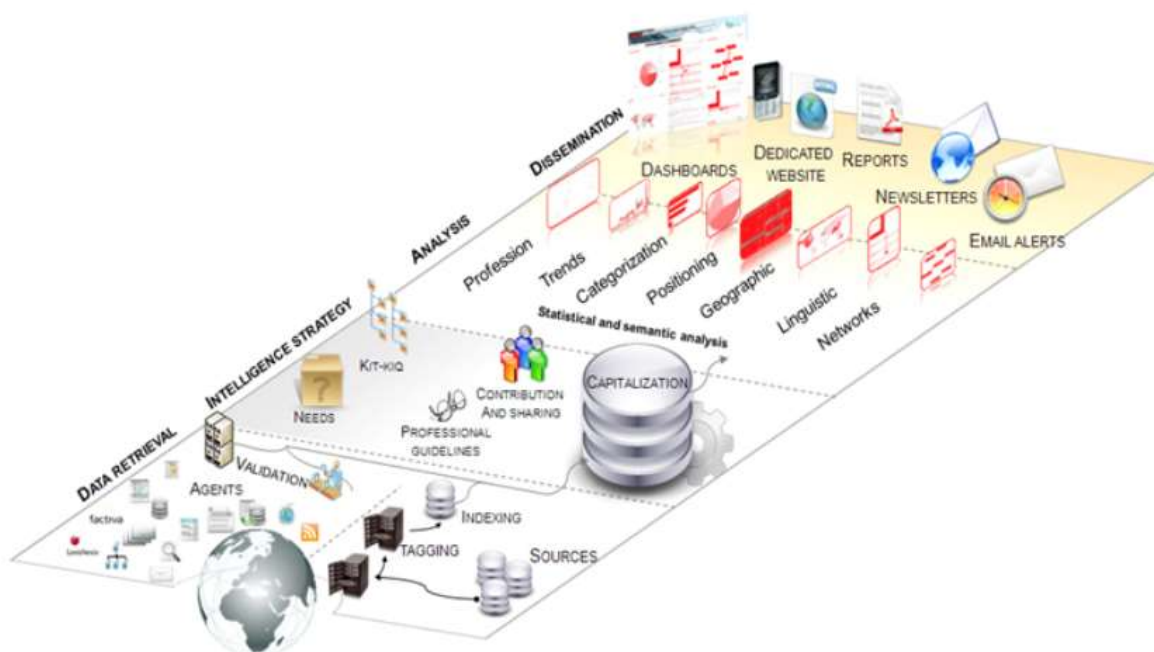 DISSEMINATION
DASHBOARDS
DEDICATED
WEBSITE
REPORTS
NEWSLETTERS
EMAIL ALERTS
ANALYSIS
Profession
Trends
Categorization
Positioning
Geographic
Linguistic
Networks
Statistical and semantic analysis
INTELLIGENCE STRATEGY
KIT-KIQ
NEEDS
CONTRIBUTION
AND SHARING
PROFESSIONAL
GUIDELINES
CAPITALIZATION
DATA RETRIEVAL
VALIDATION
AGENTS
factiva
LexisNexis
INDEXING
TAGGING
SOURCES